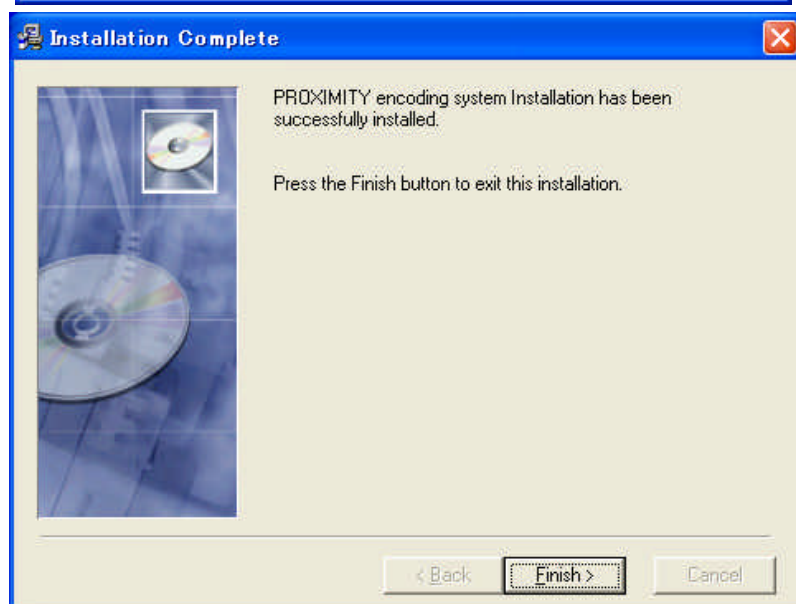 Installation Complete
PROXIMITY encoding system Installation has been
successfully installed.
Press the Finish button to exit this installation.
< Back
Finish >
Cancel